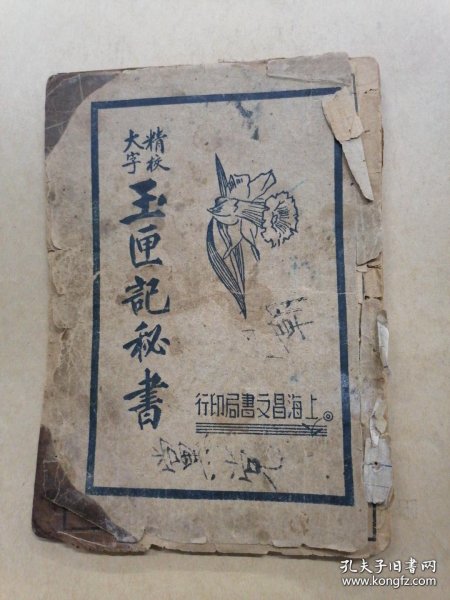 精校
大字
玉匣記秘書
上海昌文書局印行
孔夫子旧书网
www.kongfz.com